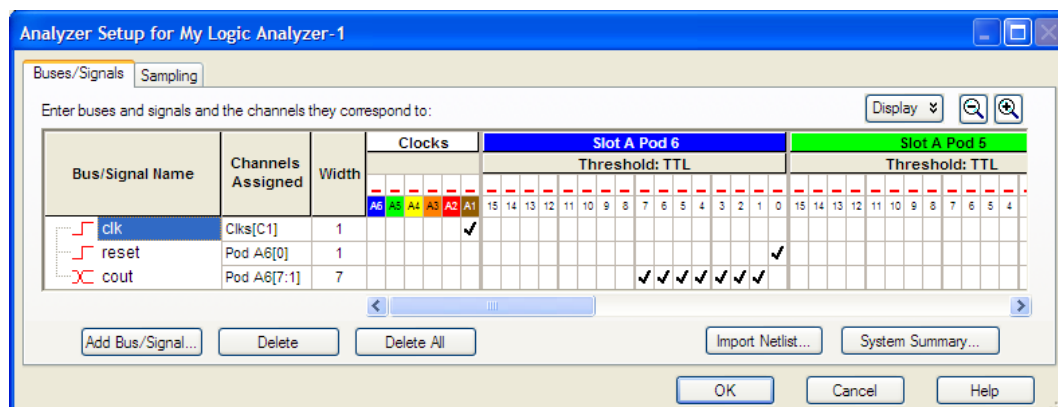 Analyzer Setup for My Logic Analyzer-1
Buses/Signals Sampling
Enter buses and signals and the channels they correspond to:
Display
Bus/Signal Name Channels Assigned Width Clocks Slot A Pod 6 Slot A Pod 5
Threshold: TTL Threshold: TTL
A6 A5 A4 A3 A2 A1 15 14 13 12 11 10 9 8 7 6 5 4 3 2 1 0 15 14 13 12 11 10 9 8 7 6 5 4
clk Clks[C1] 1
reset Pod A6[0] 1
cout Pod A6[7:1] 7
Add Bus/Signal... Delete Delete All Import Netlist... System Summary...
OK Cancel Help